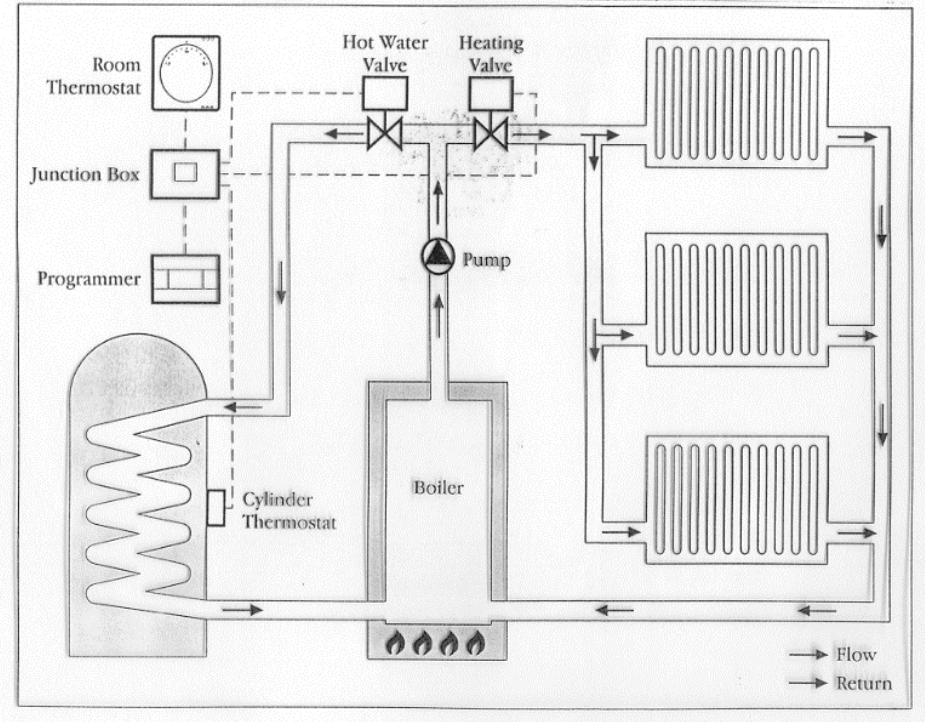 Room
Thermostat
Hot Water
Valve
Heating
Valve
Junction Box
Programmer
Pump
Boiler
Cylinder
Thermostat
Flow
Return